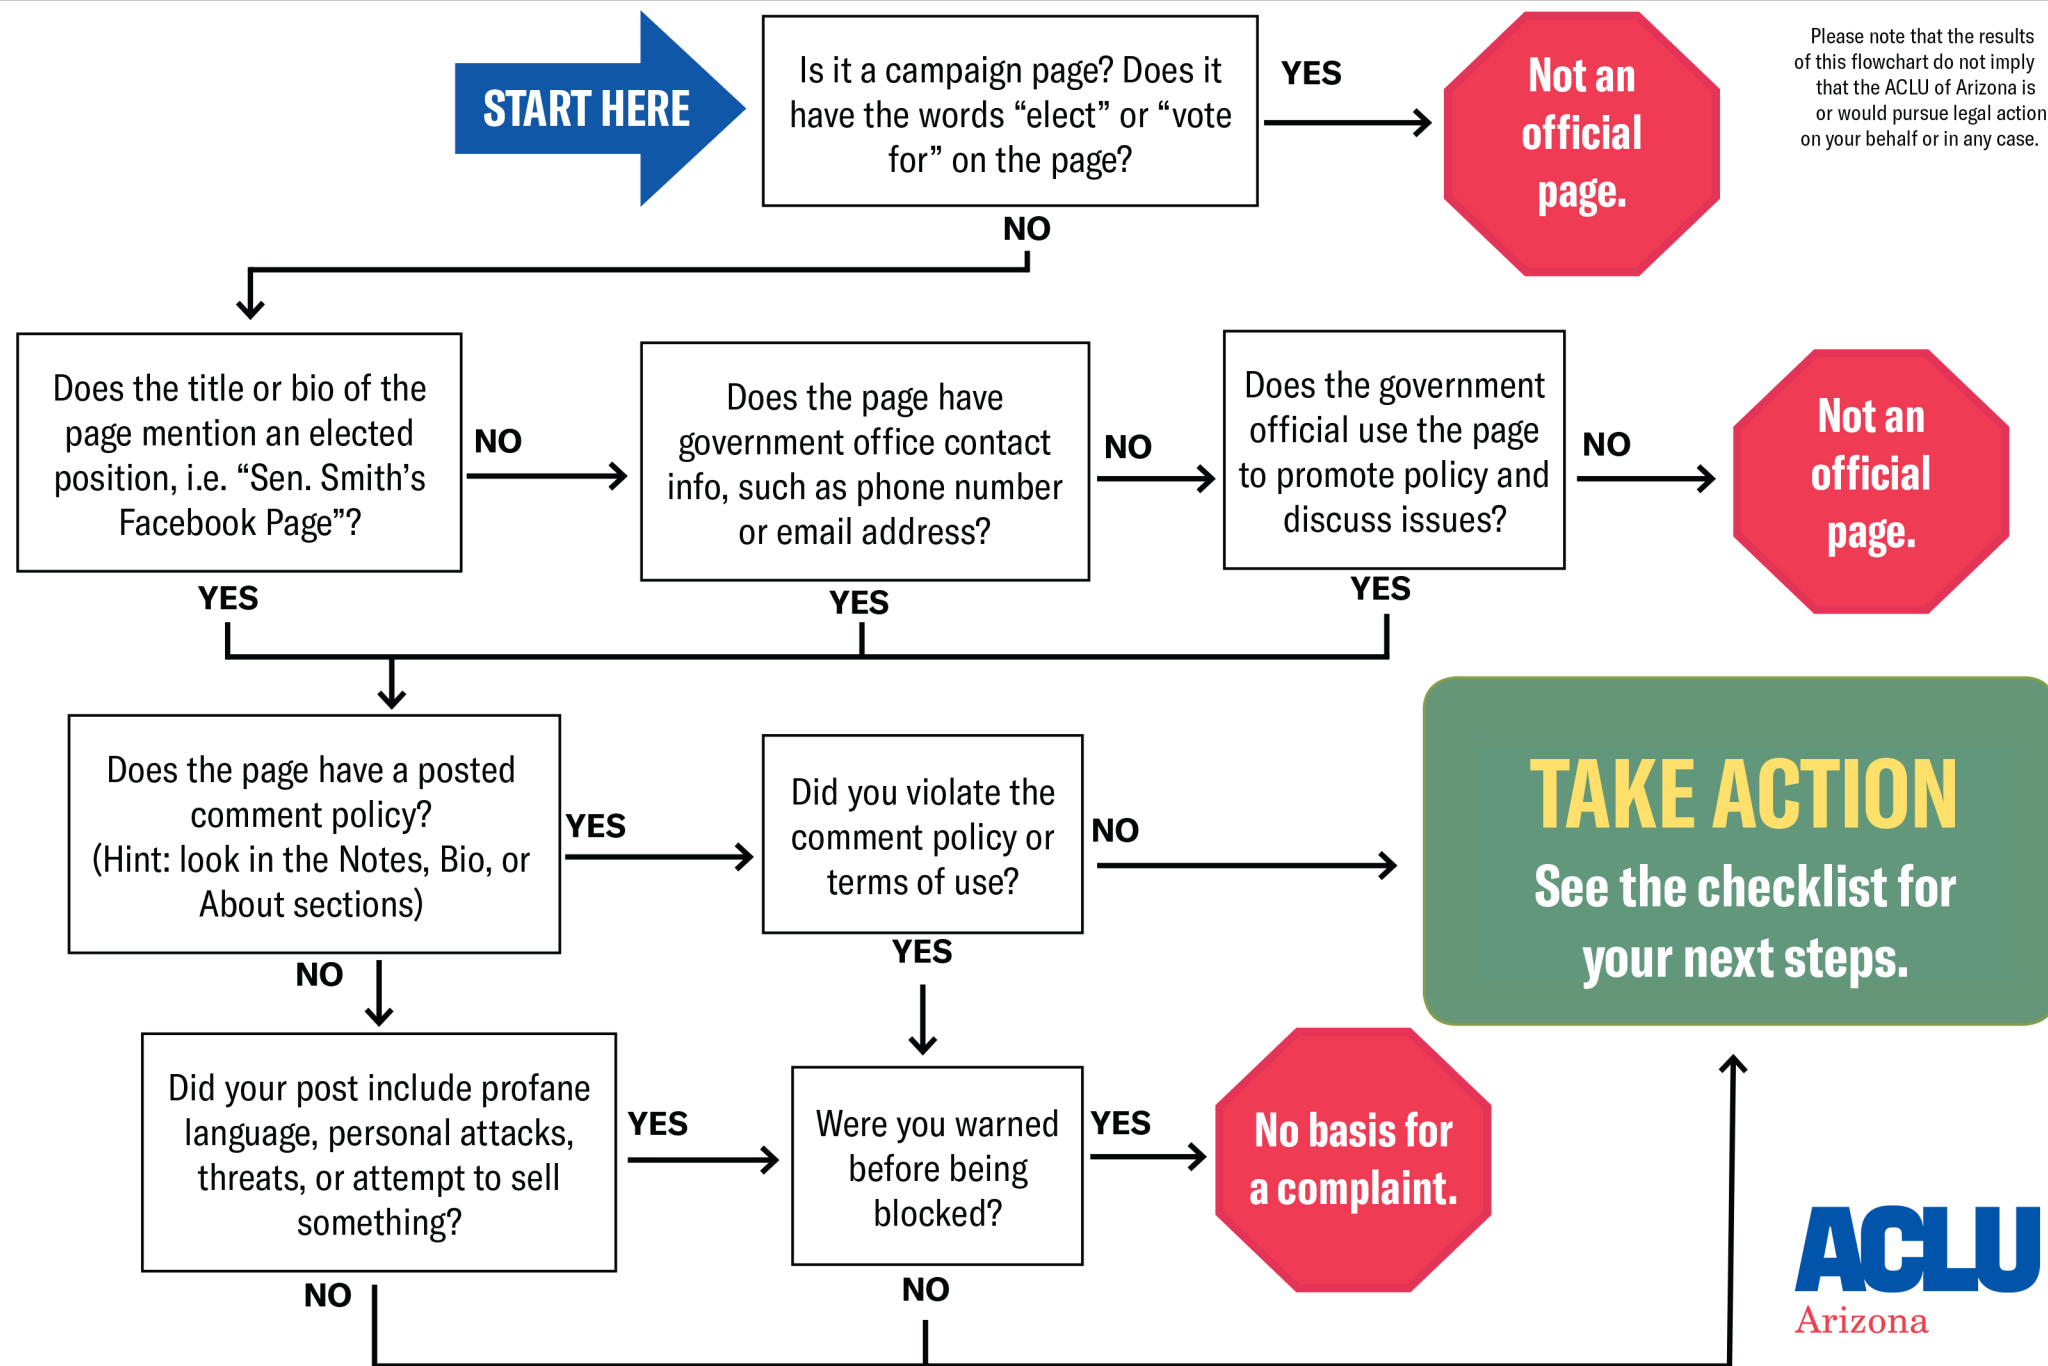 START HERE
Is it a campaign page? Does it
have the words “elect” or “vote
for” on the page?
YES
Not an
official
page.
Please note that the results
of this flowchart do not imply
that the ACLU of Arizona is
or would pursue legal action
on your behalf or in any case.
NO
Does the title or bio of the
page mention an elected
position, i.e. “Sen. Smith’s
Facebook Page”?
NO
Does the page have
government office contact
info, such as phone number
or email address?
NO
Does the government
official use the page
to promote policy and
discuss issues?
NO
Not an
official
page.
YES
YES
YES
Does the page have a posted
comment policy?
(Hint: look in the Notes, Bio, or
About sections)
YES
Did you violate the
comment policy or
terms of use?
NO
TAKE ACTION
See the checklist for
your next steps.
NO
YES
Did your post include profane
language, personal attacks,
threats, or attempt to sell
something?
YES
Were you warned
before being
blocked?
YES
No basis for
a complaint.
NO
NO
ACLU
Arizona